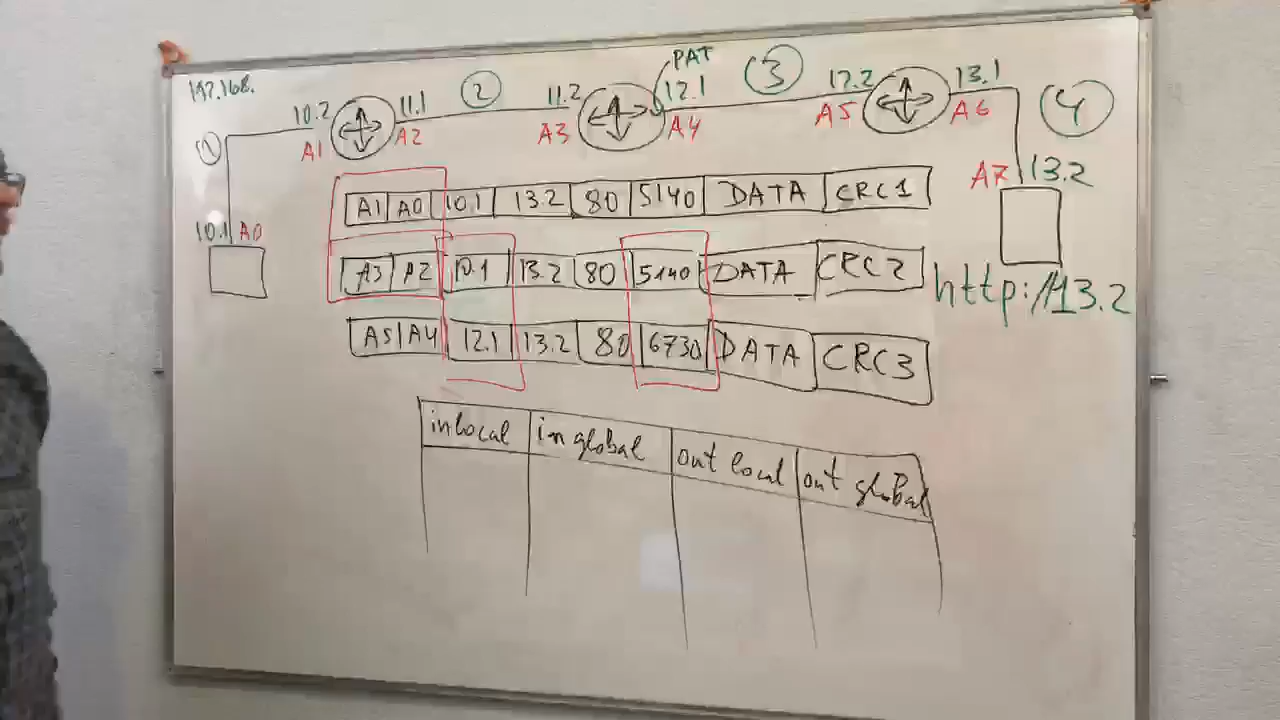 192.168.
PAT
10.2 11.1 2 11.2 12.1 3 12.2 13.1
A1 A2 A3 A4 A5 A6 4
1
A7 13.2
10.1 A0
A1 A0 10.1 13.2 80 5140 DATA CRC1
A3 A2 10.1 13.2 80 5140 DATA CRC2
http://13.2
A5 A4 12.1 13.2 80 6730 DATA CRC3
in local in global out local out global